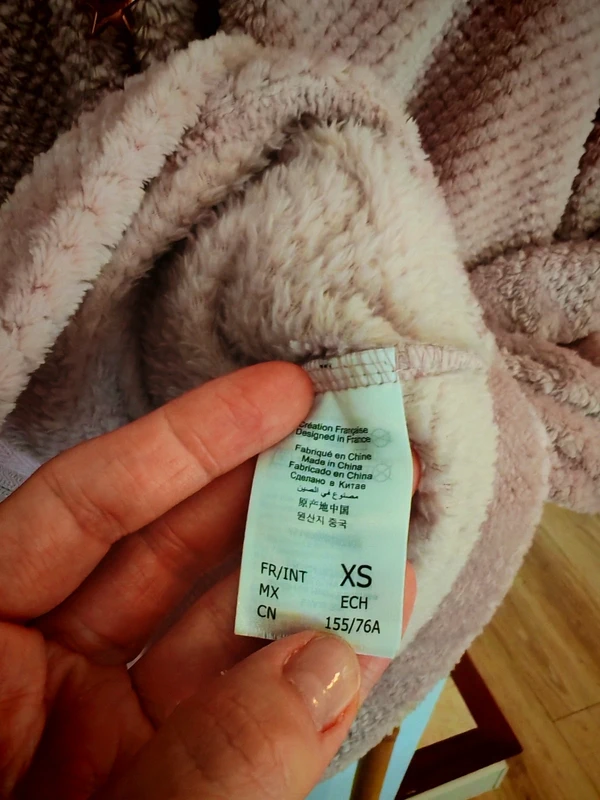 Création Française
Designed in France
Fabriqué en Chine
Made in China
Fabricado en China
Сделано в Китае
مصنوع في الصين
原产地中国
원산지 중국
FR/INT XS
MX ECH
CN 155/76A